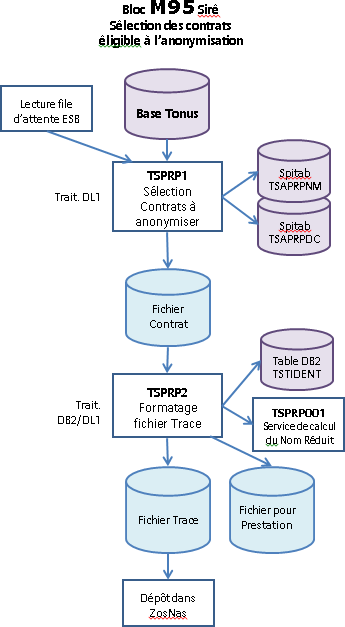 Bloc M95 Siré
Sélection des contrats
éligible à l'anonymisation
Lecture file
d'attente ESB
Base Tonus
Trait. DL1
TSPRP1
Sélection
Contrats à
anonymiser
Spitab
TSAPRPNM
Spitab
TSAPRPDC
Fichier
Contrat
Trait.
DB2/DL1
TSPRP2
Formatage
fichier Trace
Table DB2
TSTIDENT
TSPRP001
Service de calcul
du Nom Réduit
Fichier Trace
Fichier pour
Prestation
Dépôt dans
ZosNas